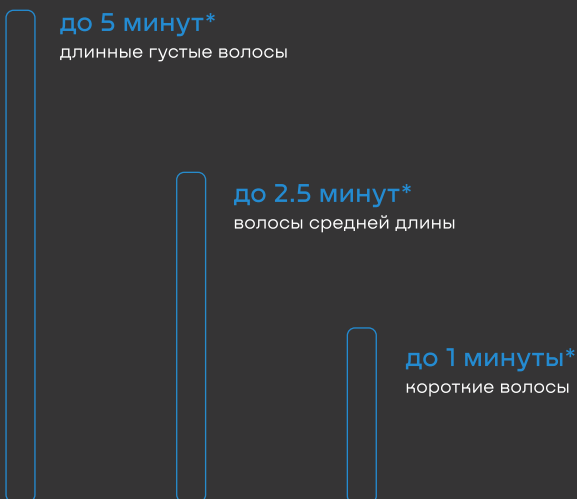 до 5 минут*
длинные густые волосы
до 2.5 минут*
волосы средней длины
до 1 минуты*
короткие волосы